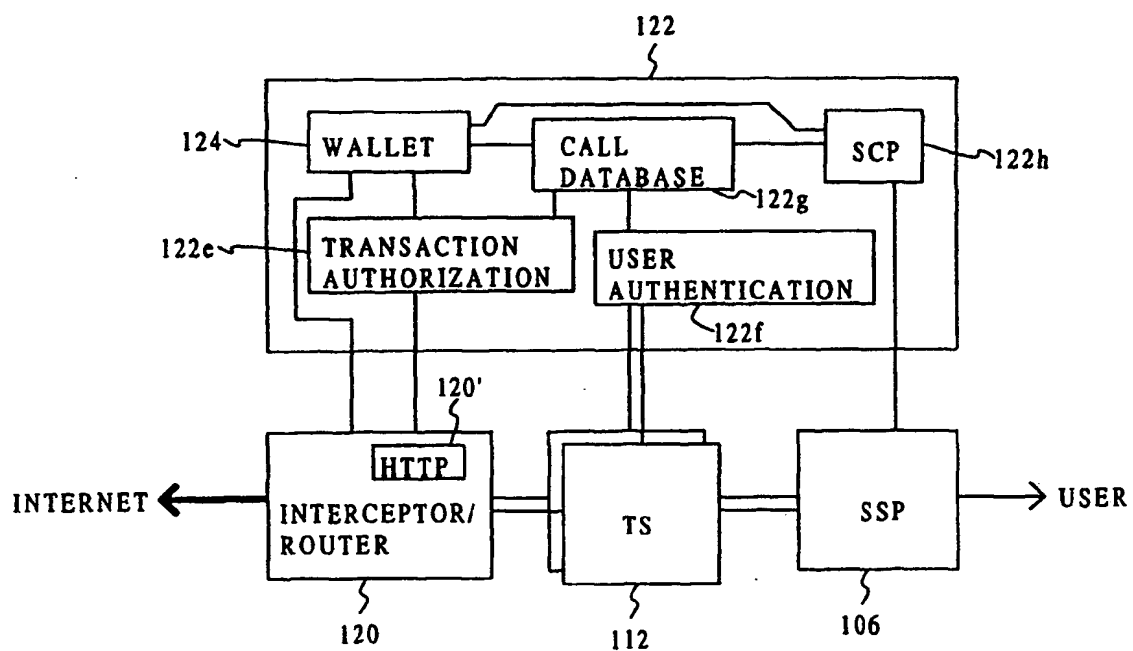 122
124
WALLET
CALL
DATABASE
SCP
122h
122g
122e
TRANSACTION
AUTHORIZATION
USER
AUTHENTICATION
122f
120'
HTTP
INTERNET
INTERCEPTOR/
ROUTER
TS
SSP
USER
120
112
106